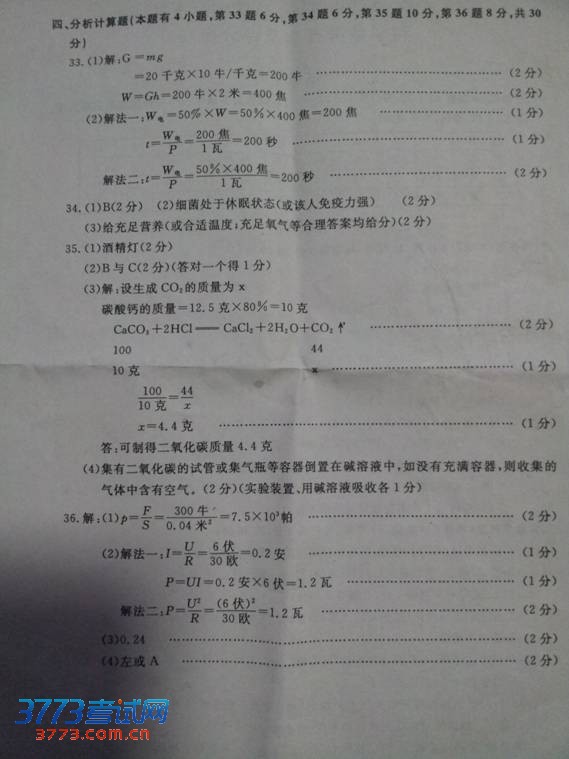 四、分析计算题(本题有4小题,第33题6分,第34题6分,第35题10分,第36题8分,共30
分)
33.(1)解:G=mg
=20千克×10牛/千克=200牛 ……………………(2分)
W=Gh=200牛×2米=400焦 ……………………(2分)
(2)解法一:W电=50%×W=50%×400焦=200焦 ……………………(1分)
t=W电/P=200焦/1瓦=200秒 ……………………(1分)
解法二:t=W电/P=50%×400焦/1瓦=200秒 ……………………(2分)
34.(1)B(2分) (2)细菌处于休眠状态(或该人免疫力强) (2分)
(3)给充足营养(或合适温度;充足氧气等合理答案均给分)(2分)
35.(1)酒精灯(2分)
(2)B与C(2分)(答对一个得1分)
(3)解:设生成CO₂的质量为x
碳酸钙的质量=12.5克×80%=10克
CaCO₃+2HCl══CaCl₂+2H₂O+CO₂↑ ……………………(2分)
100 44
10克 x ……………………(1分)
100/10克=44/x
x=4.4克 ……………………(1分)
答:可制得二氧化碳质量4.4克
(4)集有二氧化碳的试管或集气瓶等容器倒置在碱溶液中,如没有充满容器,则收集的
气体中含有空气。(2分)(实验装置、用碱溶液吸收各1分)
36.解:(1)p=F/S=300牛/0.04米²=7.5×10³帕 ……………………(2分)
(2)解法一:I=U/R=6伏/30欧=0.2安 ……………………(1分)
P=UI=0.2安×6伏=1.2瓦 ……………………(1分)
解法二:P=U²/R=(6伏)²/30欧=1.2瓦 ……………………(2分)
(3)0.24 ……………………(2分)
(4)左或A ……………………(2分)
3773考试网
3773.com.cn